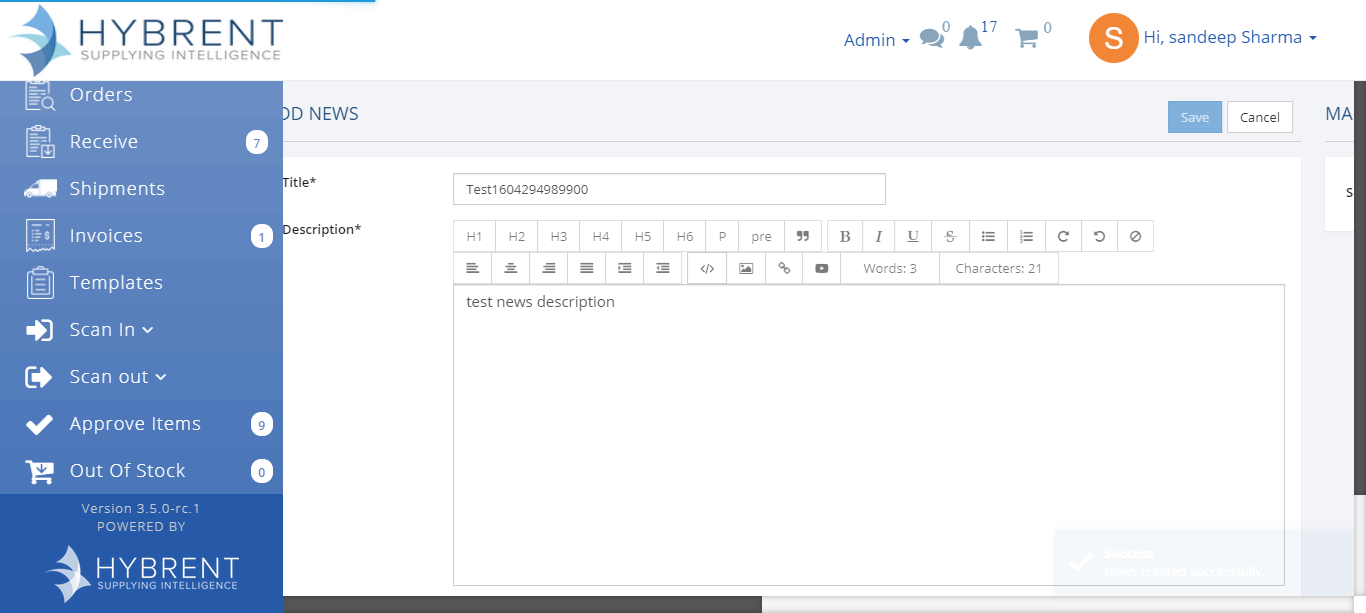 HYBRENT
SUPPLYING INTELLIGENCE
Admin
0
17
0
S
Hi, sandeep Sharma
Orders
Receive
7
Shipments
Invoices
1
Templates
Scan In
Scan out
Approve Items
9
Out Of Stock
0
Version 3.5.0-rc.1
POWERED BY
HYBRENT
SUPPLYING INTELLIGENCE
DD NEWS
Save
Cancel
MA
Title*
Test1604294989900
s
Description*
H1 H2 H3 H4 H5 H6 P pre B I U S
Words: 3 Characters: 21
test news description
Success
News created successfully.